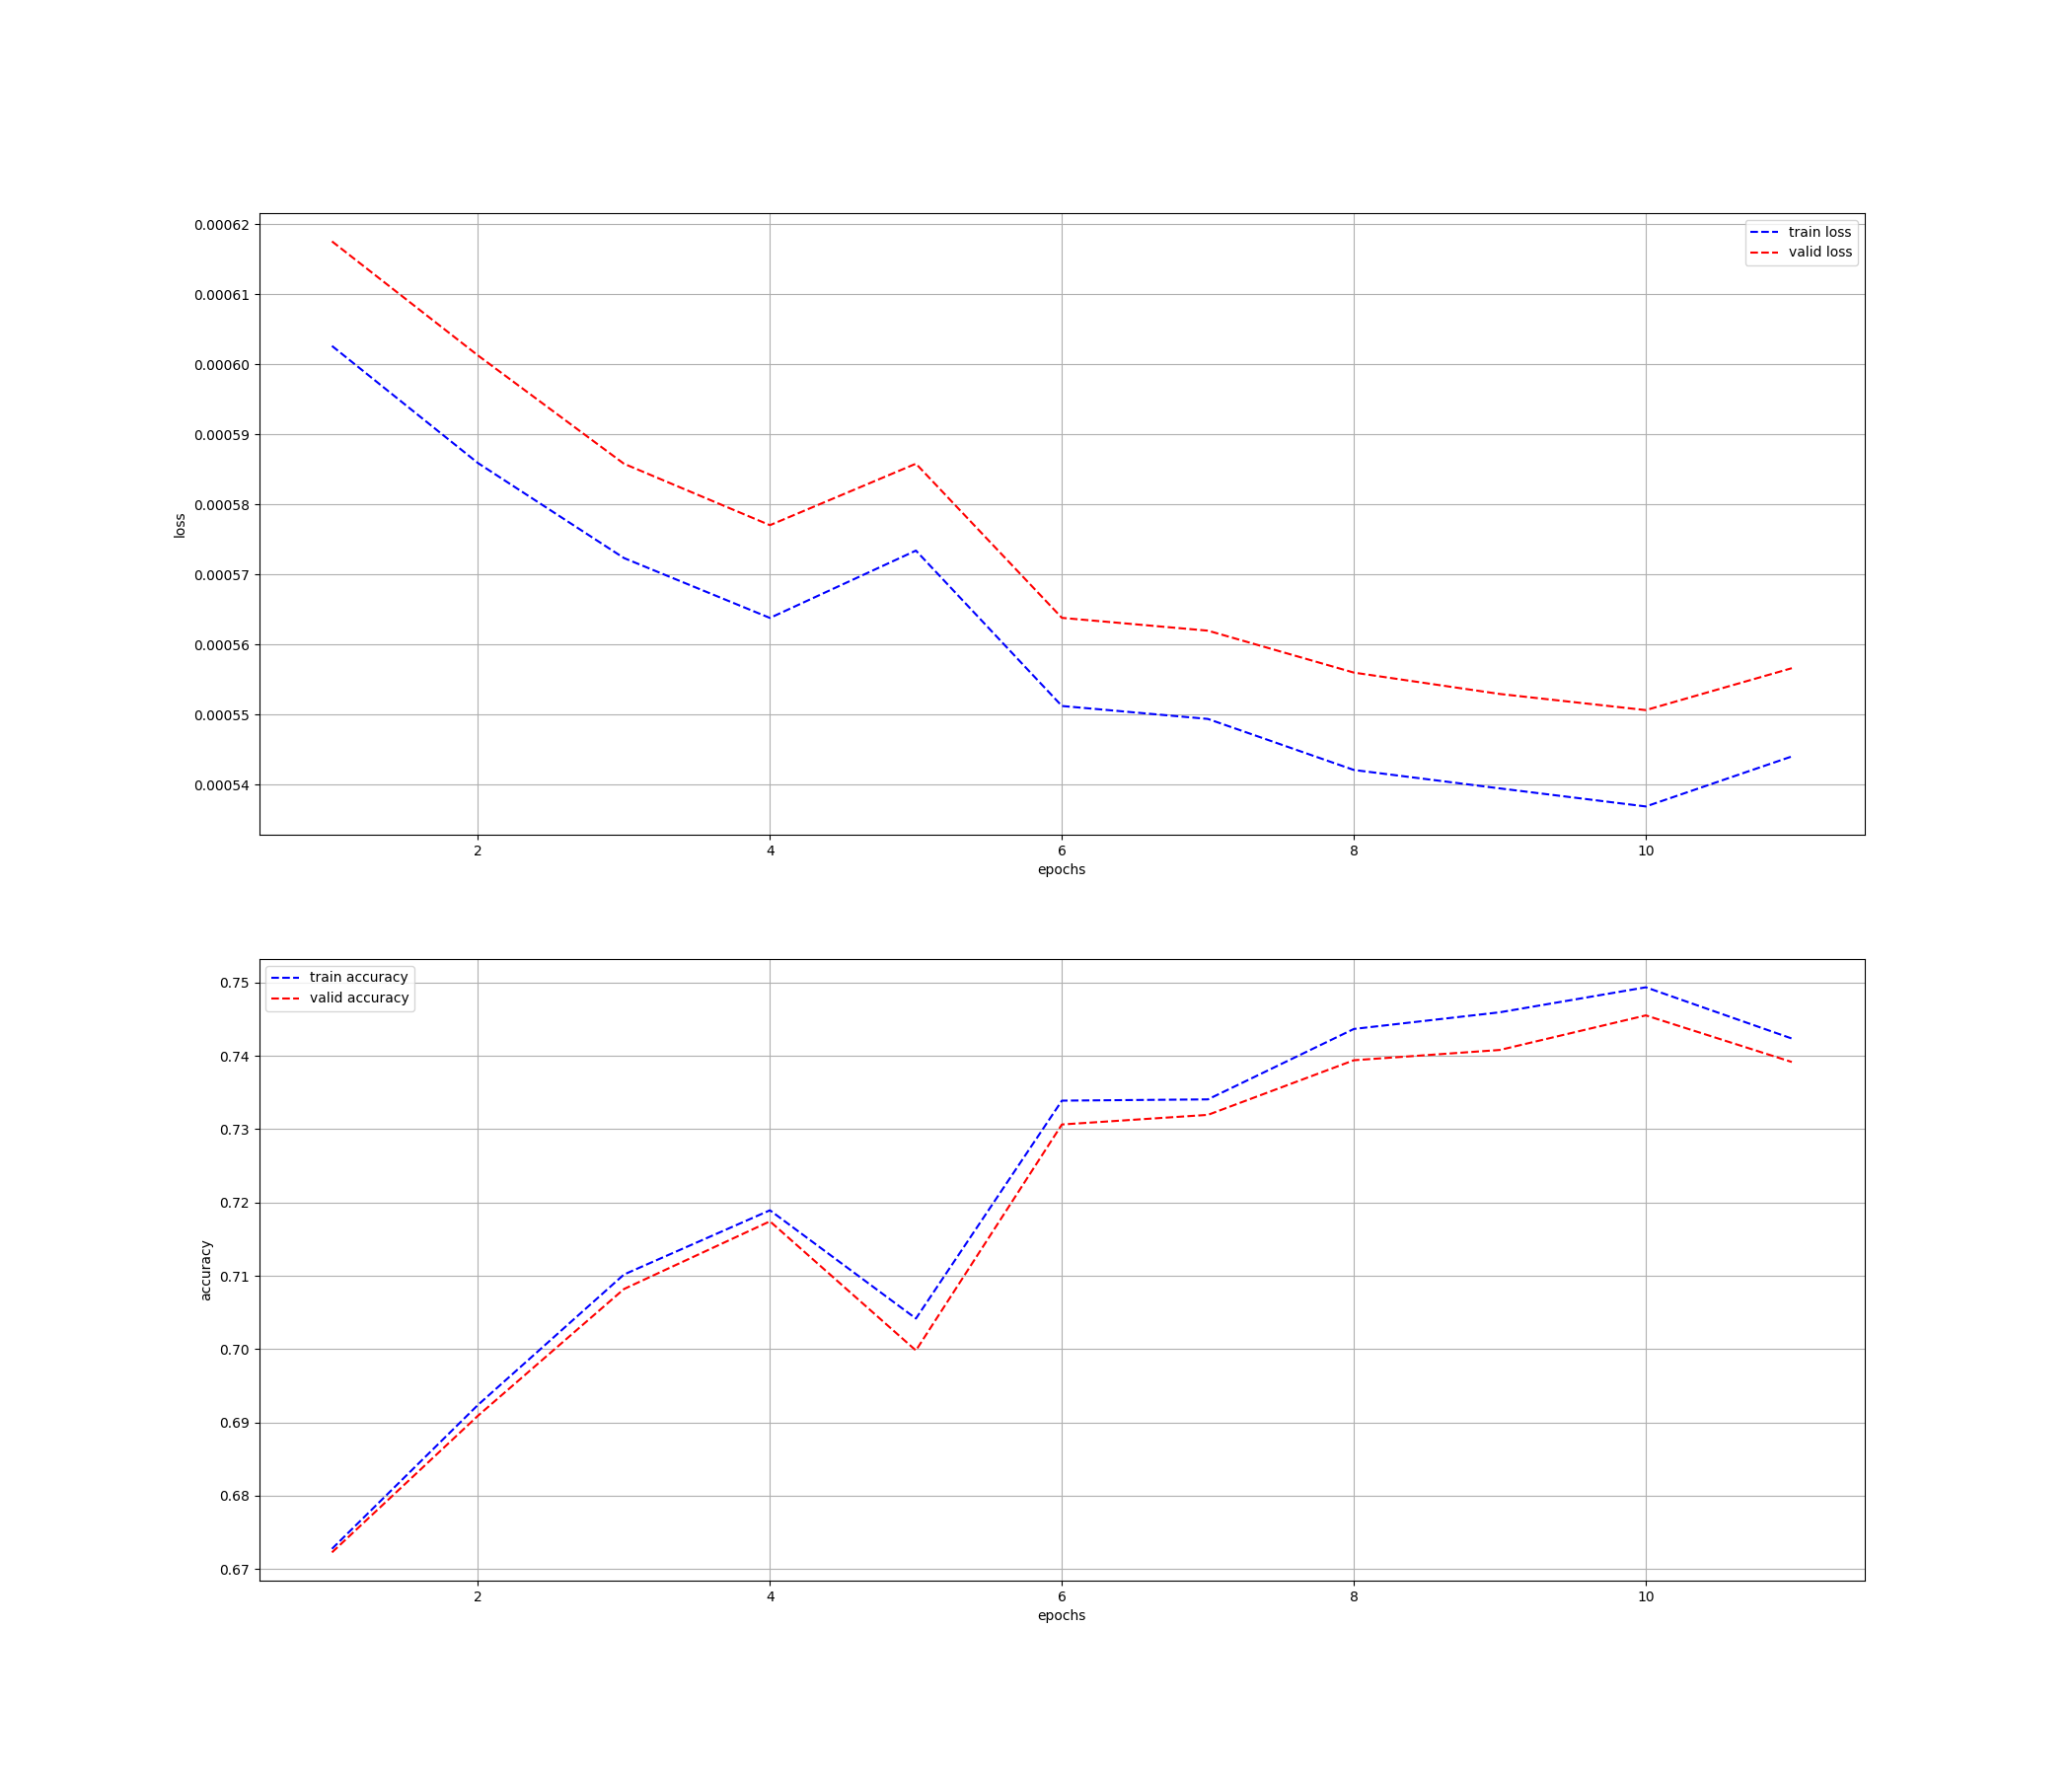 0.00062
0.00061
0.00060
0.00059
0.00058
0.00057
0.00056
0.00055
0.00054
loss
train loss
valid loss
2 4 6 8 10
epochs
0.75
0.74
0.73
0.72
0.71
0.70
0.69
0.68
0.67
accuracy
train accuracy
valid accuracy
2 4 6 8 10
epochs